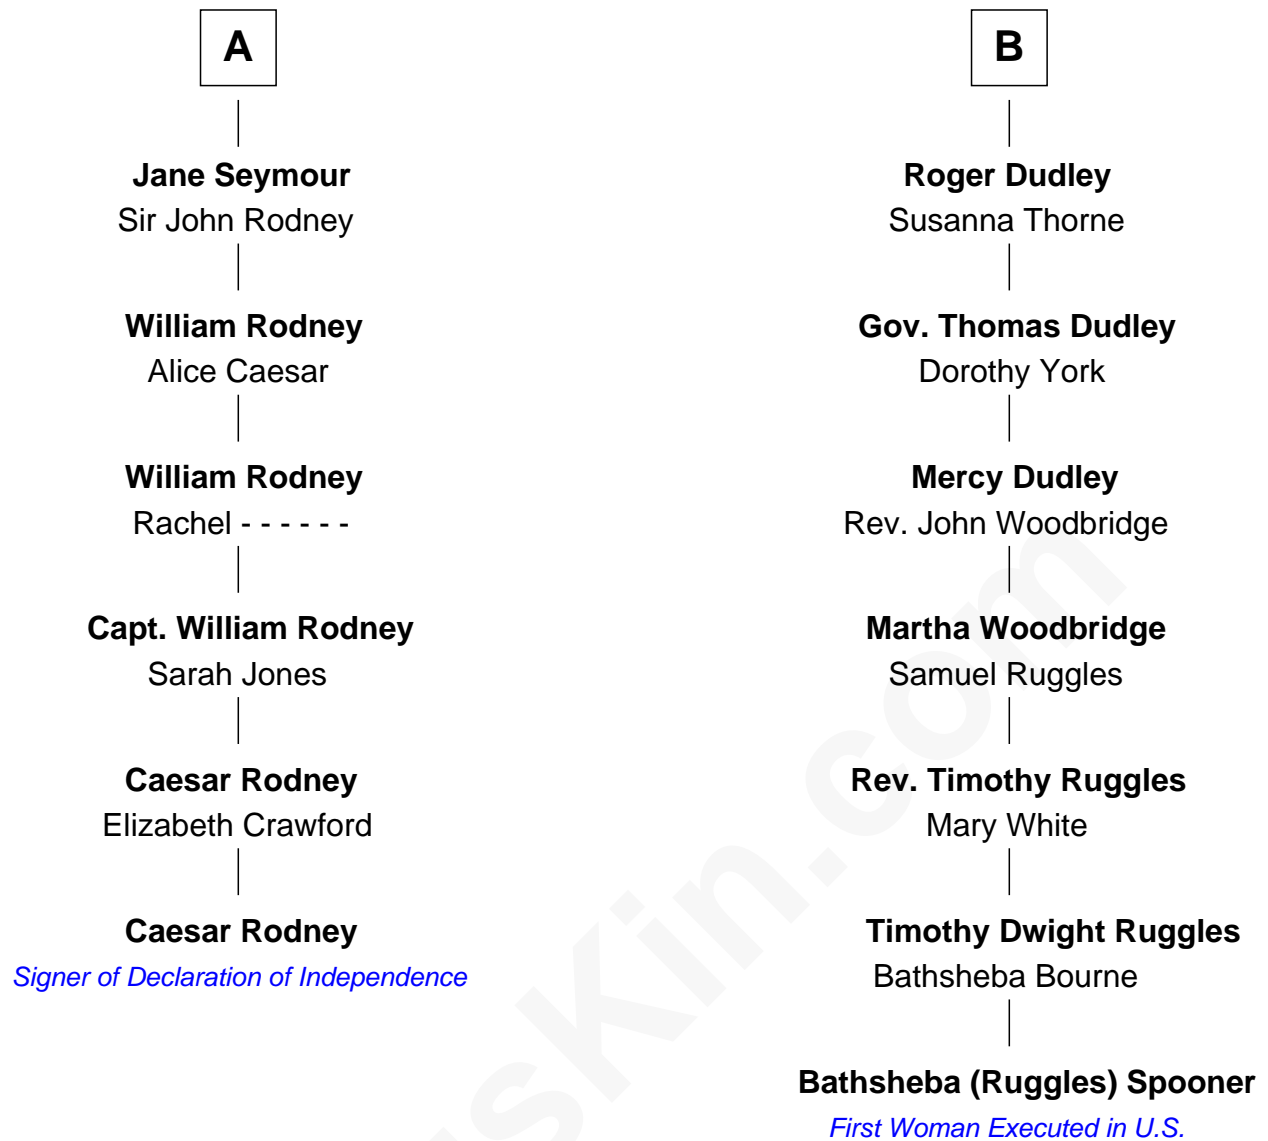 A
Jane Seymour
Sir John Rodney
William Rodney
Alice Caesar
William Rodney
Rachel - - - - - -
Capt. William Rodney
Sarah Jones
Caesar Rodney
Elizabeth Crawford
Caesar Rodney
Signer of Declaration of Independence
B
Roger Dudley
Susanna Thorne
Gov. Thomas Dudley
Dorothy York
Mercy Dudley
Rev. John Woodbridge
Martha Woodbridge
Samuel Ruggles
Rev. Timothy Ruggles
Mary White
Timothy Dwight Ruggles
Bathsheba Bourne
Bathsheba (Ruggles) Spooner
First Woman Executed in U.S.
sKin.com